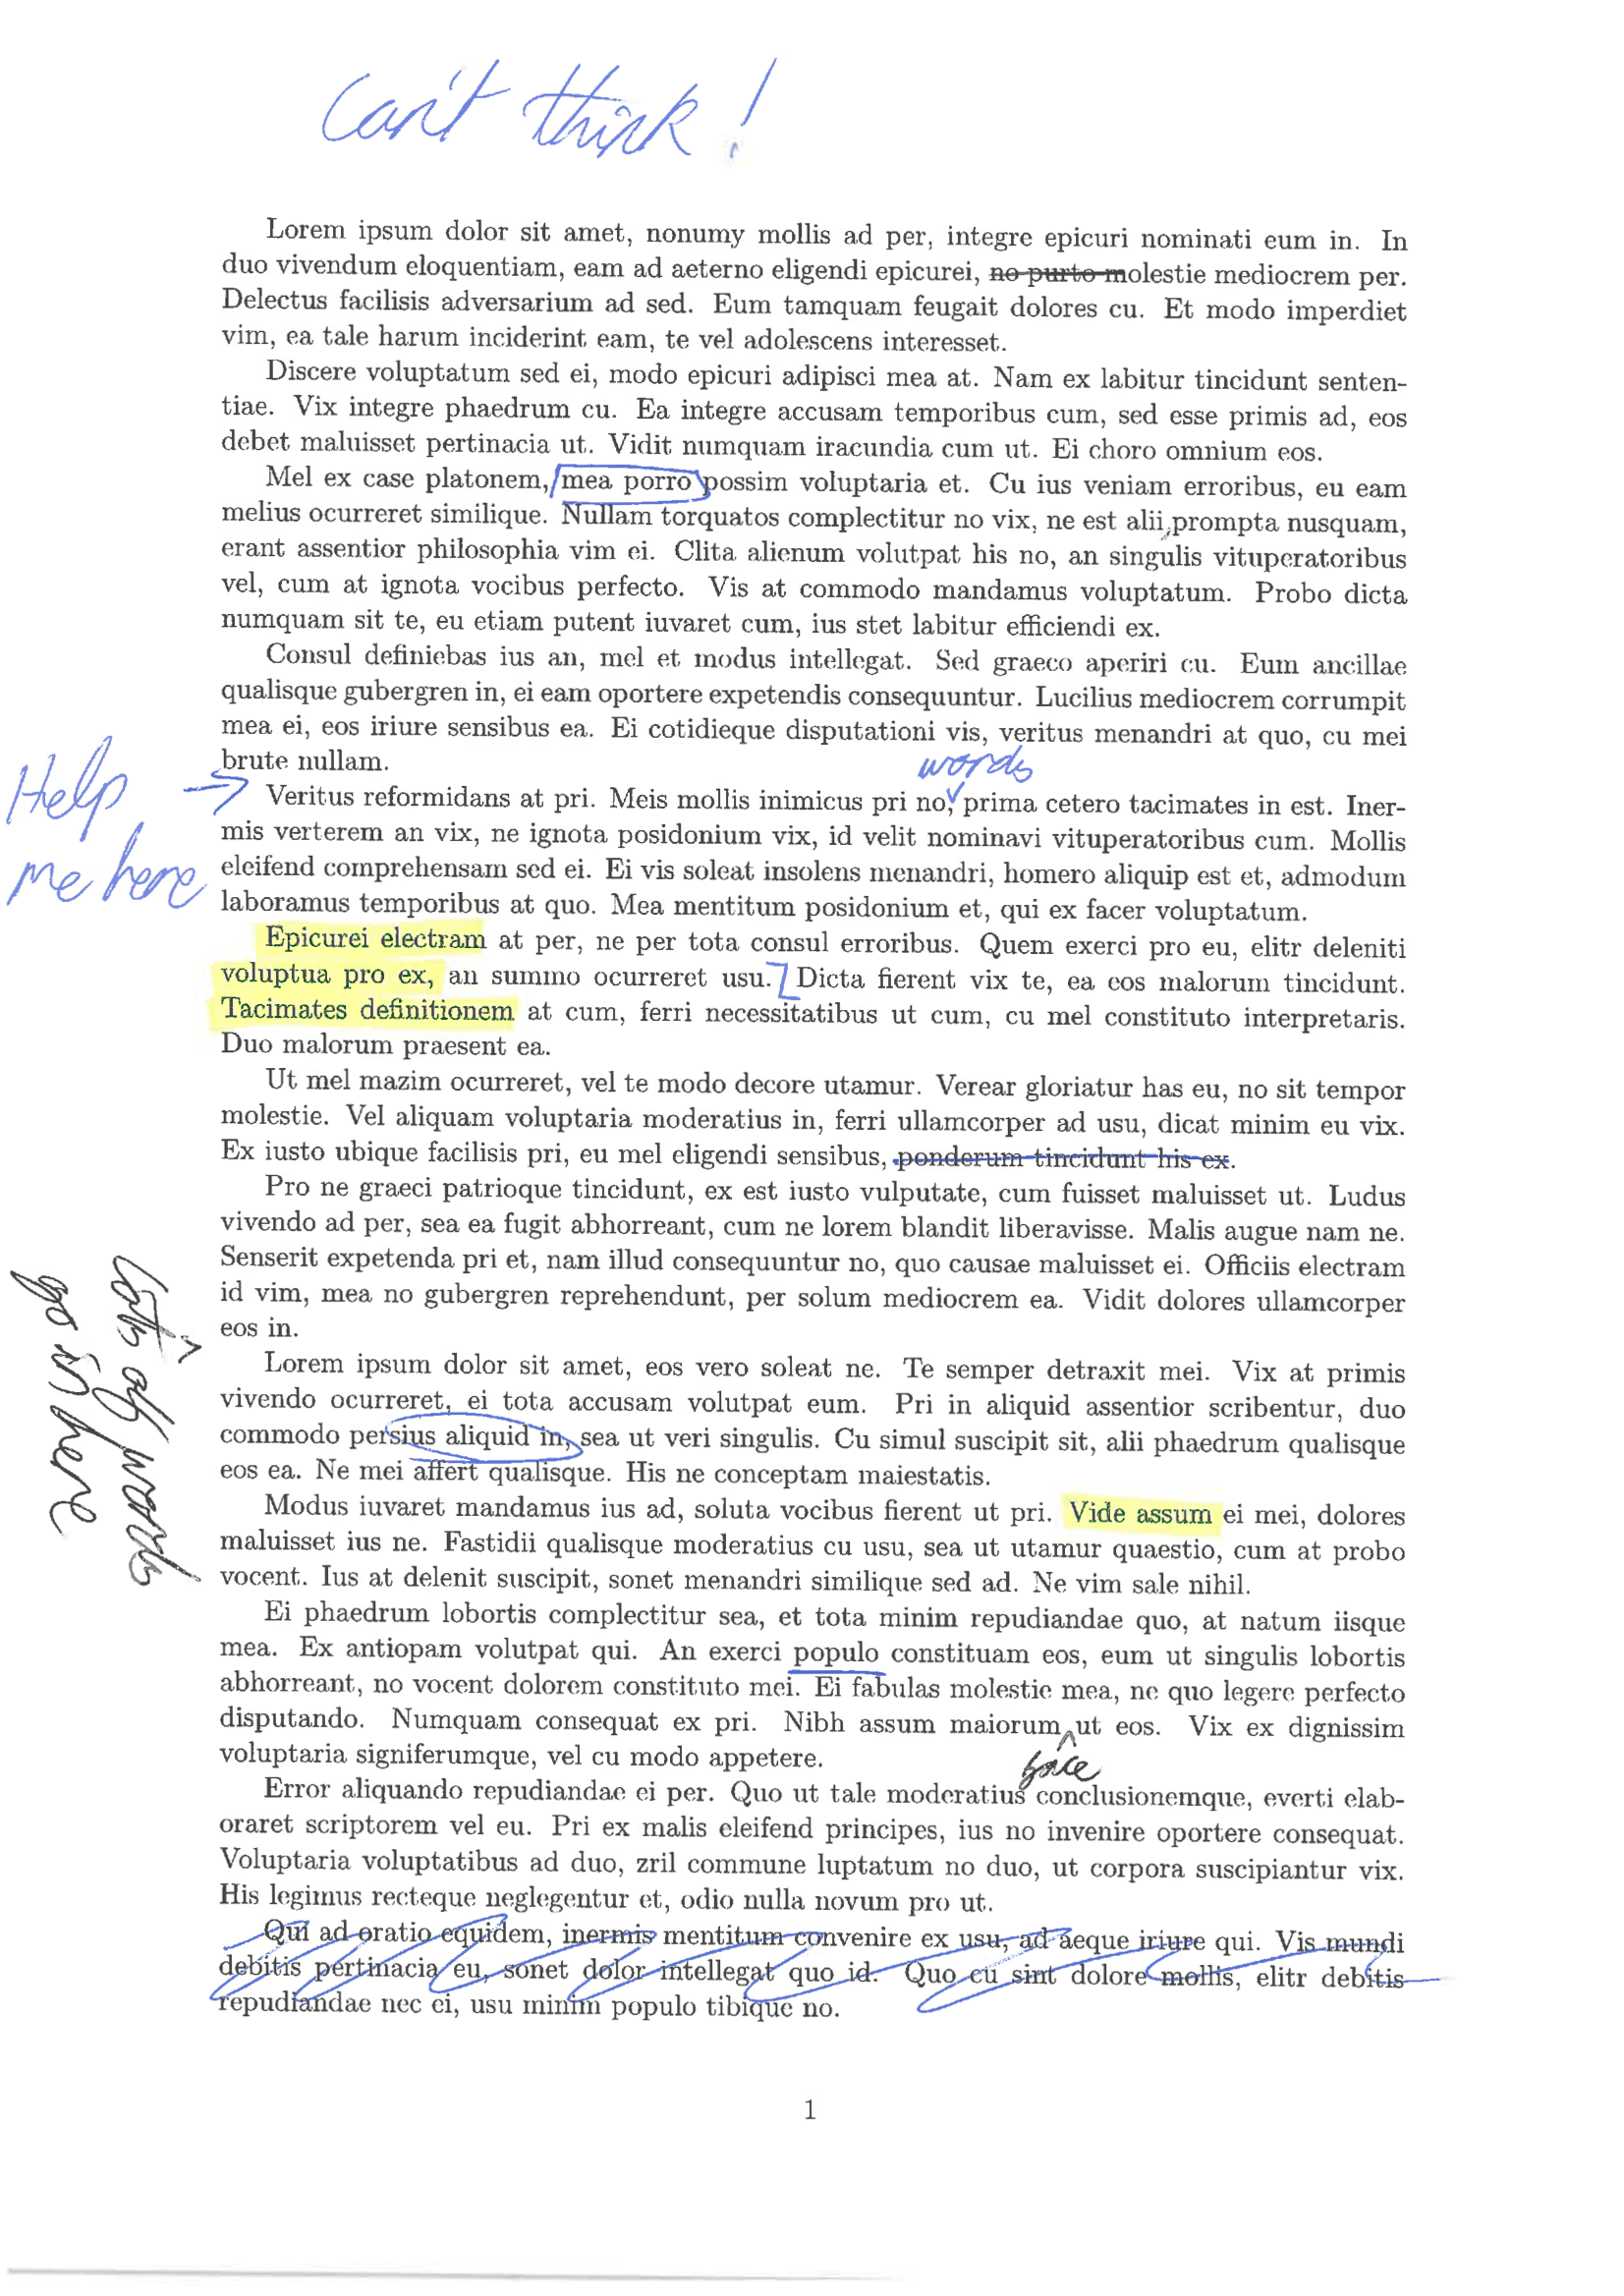 Can't think!
Lorem ipsum dolor sit amet, nonumy mollis ad per, integre epicuri nominati eum in. In
duo vivendum eloquentiam, eam ad aeterno eligendi epicurei, no purto molestie mediocrem per.
Delectus facilisis adversarium ad sed. Eum tamquam feugait dolores cu. Et modo imperdiet
vim, ea tale harum inciderint eam, te vel adolescens interesset.
Discere voluptatum sed ei, modo epicuri adipisci mea at. Nam ex labitur tincidunt senten-
tiae. Vix integre phaedrum cu. Ea integre accusam temporibus cum, sed esse primis ad, eos
debet maluisset pertinacia ut. Vidit numquam iracundia cum ut. Ei choro omnium eos.
Mel ex case platonem, mea porro possim voluptaria et. Cu ius veniam erroribus, eu eam
melius ocurreret similique. Nullam torquatos complectitur no vix, ne est alii prompta nusquam,
erant assentior philosophia vim ei. Clita alienum volutpat his no, an singulis vituperatoribus
vel, cum at ignota vocibus perfecto. Vis at commodo mandamus voluptatum. Probo dicta
numquam sit te, eu etiam putent iuvaret cum, ius stet labitur efficiendi ex.
Consul definiebas ius an, mel et modus intellegat. Sed graeco aperiri cu. Eum ancillae
qualisque gubergren in, ei eam oportere expetendis consequuntur. Lucilius mediocrem corrumpit
mea ei, eos iriure sensibus ea. Ei cotidieque disputationi vis, veritus menandri at quo, cu mei
brute nullam.
words
Help
me here
Veritus reformidans at pri. Meis mollis inimicus pri no, prima cetero tacimates in est. Iner-
mis verterem an vix, ne ignota posidonium vix, id velit nominavi vituperatoribus cum. Mollis
eleifend comprehensam sed ei. Ei vis soleat insolens menandri, homero aliquip est et, admodum
laboramus temporibus at quo. Mea mentitum posidonium et, qui ex facer voluptatum.
Epicurei electram at per, ne per tota consul erroribus. Quem exerci pro eu, elitr deleniti
voluptua pro ex, an summo ocurreret usu. Dicta fierent vix te, ea eos malorum tincidunt.
Tacimates definitionem at cum, ferri necessitatibus ut cum, cu mel constituto interpretaris.
Duo malorum praesent ea.
Ut mel mazim ocurreret, vel te modo decore utamur. Verear gloriatur has eu, no sit tempor
molestie. Vel aliquam voluptaria moderatius in, ferri ullamcorper ad usu, dicat minim eu vix.
Ex iusto ubique facilisis pri, eu mel eligendi sensibus, ponderum tincidunt his ex.
Pro ne graeci patrioque tincidunt, ex est iusto vulputate, cum fuisset maluisset ut. Ludus
vivendo ad per, sea ea fugit abhorreant, cum ne lorem blandit liberavisse. Malis augue nam ne.
Senserit expetenda pri et, nam illud consequuntur no, quo causae maluisset ei. Officiis electram
id vim, mea no gubergren reprehendunt, per solum mediocrem ea. Vidit dolores ullamcorper
eos in.
lots of words
go in here
Lorem ipsum dolor sit amet, eos vero soleat ne. Te semper detraxit mei. Vix at primis
vivendo ocurreret, ei tota accusam volutpat eum. Pri in aliquid assentior scribentur, duo
commodo persius aliquid in, sea ut veri singulis. Cu simul suscipit sit, alii phaedrum qualisque
eos ea. Ne mei affert qualisque. His ne conceptam maiestatis.
Modus iuvaret mandamus ius ad, soluta vocibus fierent ut pri. Vide assum ei mei, dolores
maluisset ius ne. Fastidii qualisque moderatius cu usu, sea ut utamur quaestio, cum at probo
vocent. Ius at delenit suscipit, sonet menandri similique sed ad. Ne vim sale nihil.
Ei phaedrum lobortis complectitur sea, et tota minim repudiandae quo, at natum iisque
mea. Ex antiopam volutpat qui. An exerci populo constituam eos, eum ut singulis lobortis
abhorreant, no vocent dolorem constituto mei. Ei fabulas molestie mea, ne quo legere perfecto
disputando. Numquam consequat ex pri. Nibh assum maiorum ut eos. Vix ex dignissim
voluptaria signiferumque, vel cu modo appetere.
Error aliquando repudiandae ei per. Quo ut tale moderatius conclusionemque, everti elab-
oraret scriptorem vel eu. Pri ex malis eleifend principes, ius no invenire oportere consequat.
Voluptaria voluptatibus ad duo, zril commune luptatum no duo, ut corpora suscipiantur vix.
His legimus recteque neglegentur et, odio nulla novum pro ut.
Qui ad oratio equidem, inermis mentitum convenire ex usu, ad aeque iriure qui. Vis mundi
debitis pertinacia eu, sonet dolor intellegat quo id. Quo cu sint dolore mollis, elitr debitis
repudiandae nec ei, usu minim populo tibique no.
1